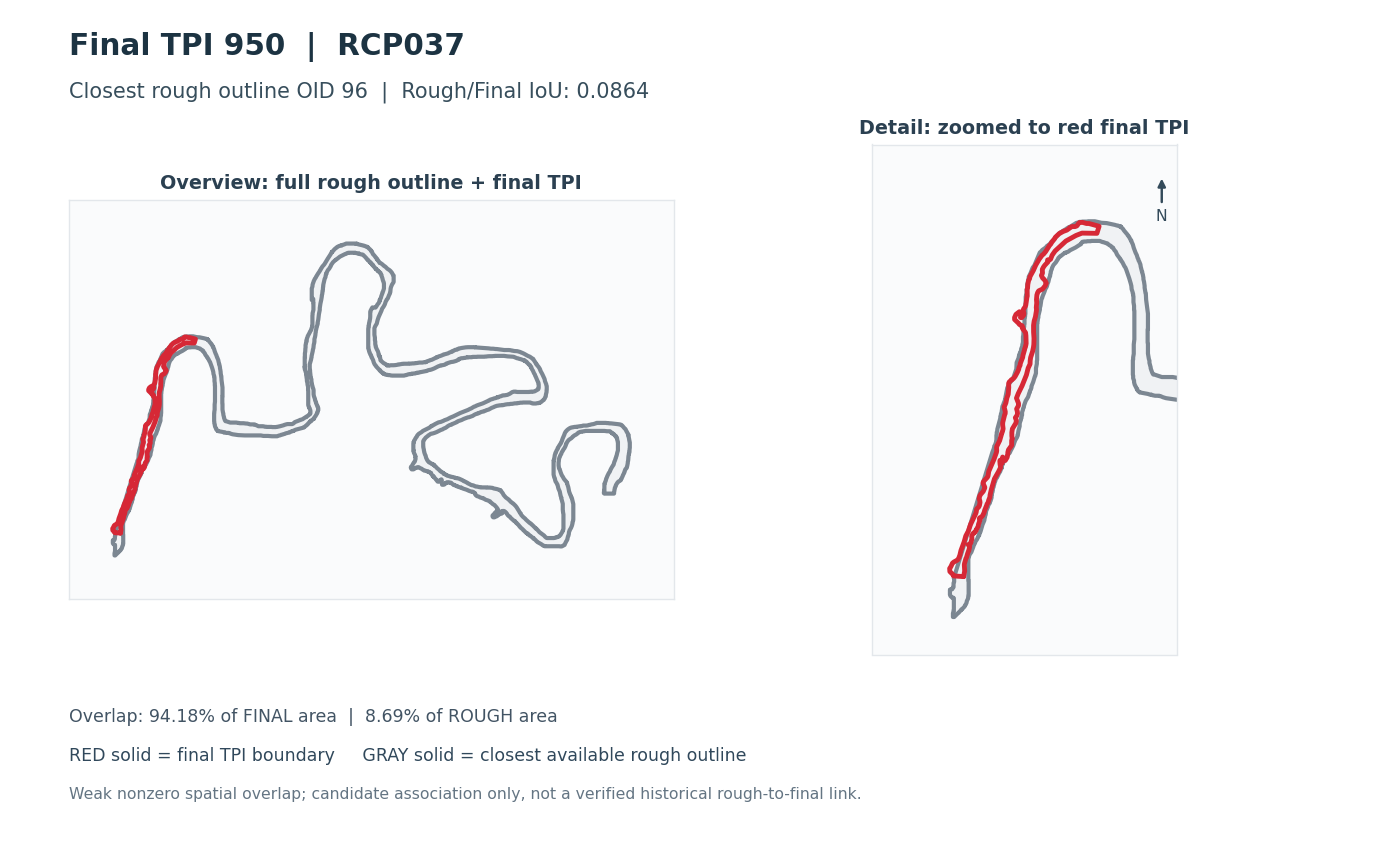 Final TPI 950  |  RCP037
Closest rough outline OID 96  |  Rough/Final IoU: 0.0864
Detail: zoomed to red final TPI
Overview: full rough outline + final TPI
N
Overlap: 94.18% of FINAL area  |  8.69% of ROUGH area
RED solid = final TPI boundary     GRAY solid = closest available rough outline
Weak nonzero spatial overlap; candidate association only, not a verified historical rough-to-final link.